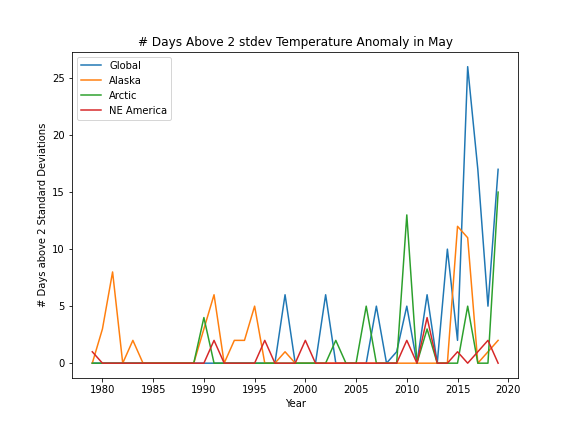 # Days Above 2 stdev Temperature Anomaly in May
Global
Alaska
Arctic
NE America
# Days above 2 Standard Deviations
25
20
15
10
5
0
1980 1985 1990 1995 2000 2005 2010 2015 2020
Year